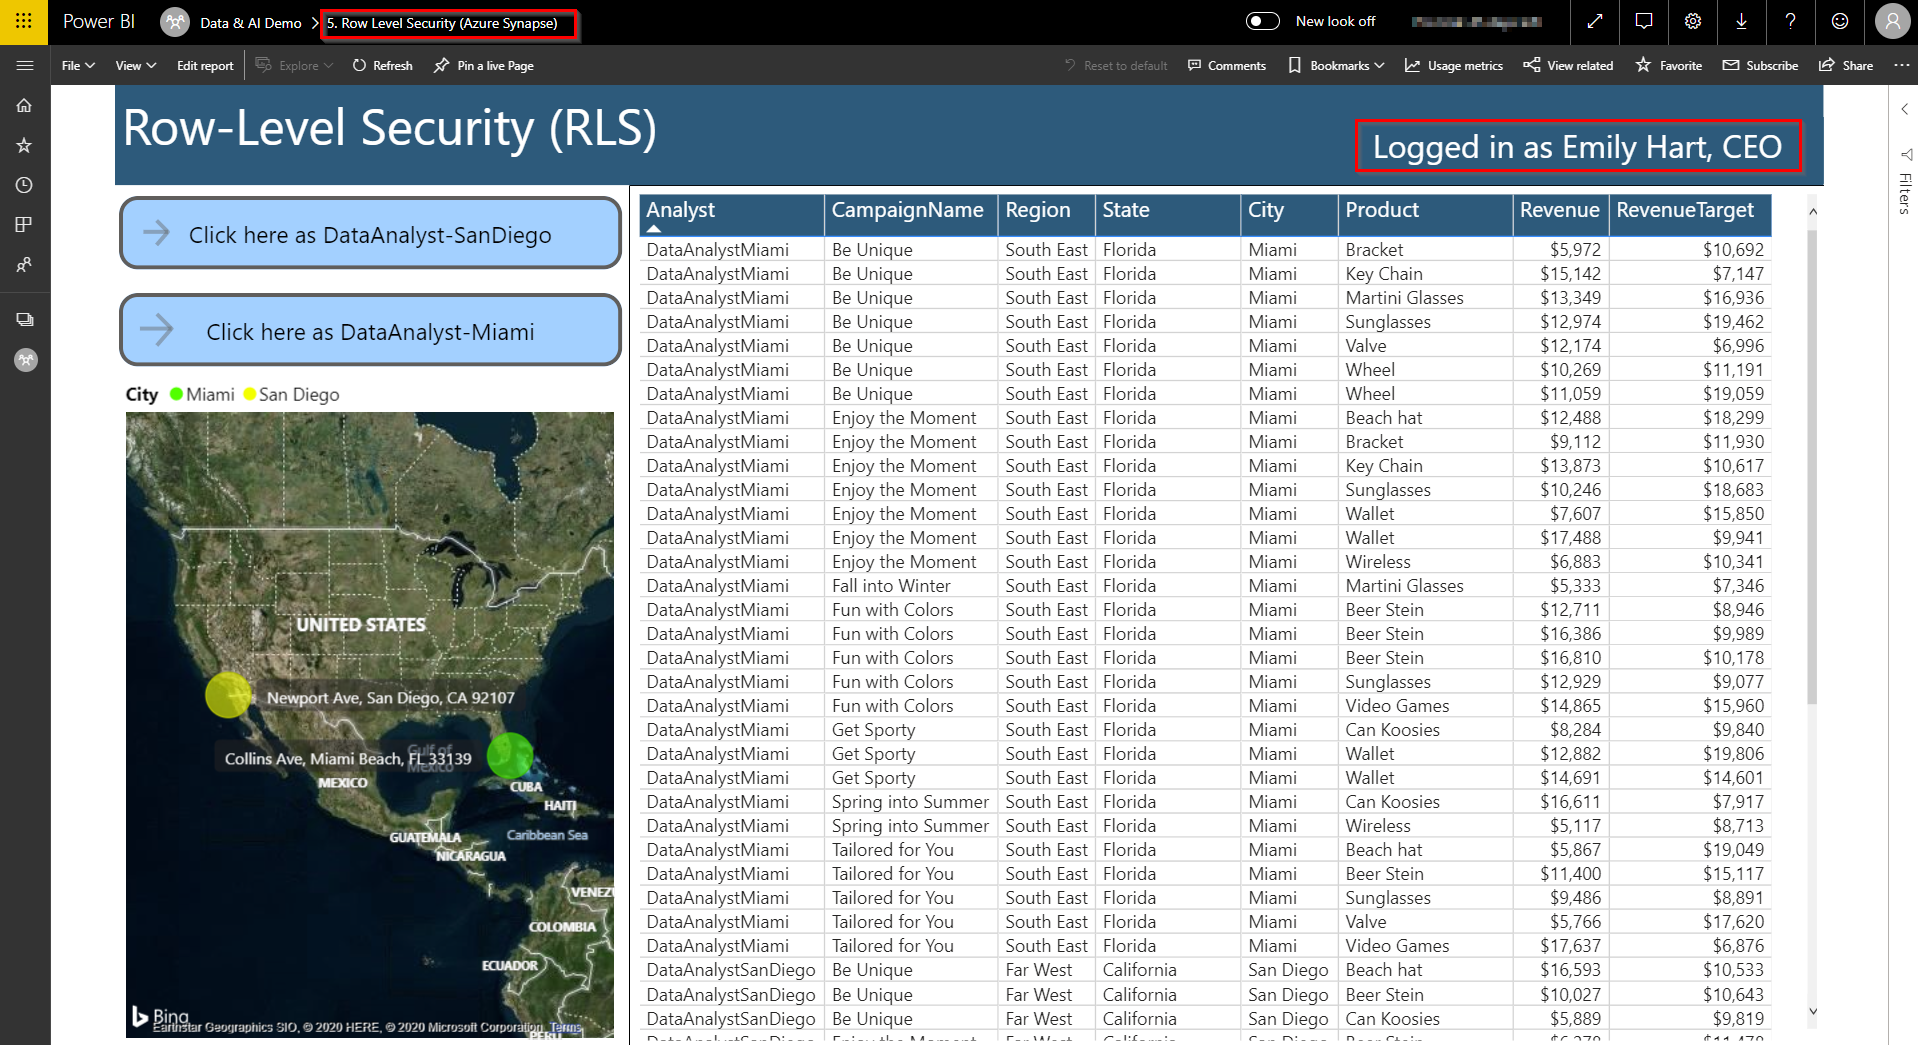 Power BI Data & AI Demo > 5. Row Level Security (Azure Synapse) New look off
File View Edit report Explore Refresh Pin a live Page Reset to default Comments Bookmarks Usage metrics View related Favorite Subscribe Share
Row-Level Security (RLS)
Logged in as Emily Hart, CEO
Filters
Click here as DataAnalyst-SanDiego
Click here as DataAnalyst-Miami
City Miami San Diego
UNITED STATES
Newport Ave, San Diego, CA 92107
Gulf of
Mexico
Collins Ave, Miami Beach, FL 33139
MEXICO
CUBA
HAITI
Caribbean Sea
GUATEMALA
NICARAGUA
VENEZU
COLOMBIA
ECUADOR
PERU
Bing
Earthstar Geographics SIO, © 2020 HERE, © 2020 Microsoft Corporation Terms
Analyst CampaignName Region State City Product Revenue RevenueTarget
DataAnalystMiami Be Unique South East Florida Miami Bracket $5,972 $10,692
DataAnalystMiami Be Unique South East Florida Miami Key Chain $15,142 $7,147
DataAnalystMiami Be Unique South East Florida Miami Martini Glasses $13,349 $16,936
DataAnalystMiami Be Unique South East Florida Miami Sunglasses $12,974 $19,462
DataAnalystMiami Be Unique South East Florida Miami Valve $12,174 $6,996
DataAnalystMiami Be Unique South East Florida Miami Wheel $10,269 $11,191
DataAnalystMiami Be Unique South East Florida Miami Wheel $11,059 $19,059
DataAnalystMiami Enjoy the Moment South East Florida Miami Beach hat $12,488 $18,299
DataAnalystMiami Enjoy the Moment South East Florida Miami Bracket $9,112 $11,930
DataAnalystMiami Enjoy the Moment South East Florida Miami Key Chain $13,873 $10,617
DataAnalystMiami Enjoy the Moment South East Florida Miami Sunglasses $10,246 $18,683
DataAnalystMiami Enjoy the Moment South East Florida Miami Wallet $7,607 $15,850
DataAnalystMiami Enjoy the Moment South East Florida Miami Wallet $17,488 $9,941
DataAnalystMiami Enjoy the Moment South East Florida Miami Wireless $6,883 $10,341
DataAnalystMiami Fall into Winter South East Florida Miami Martini Glasses $5,333 $7,346
DataAnalystMiami Fun with Colors South East Florida Miami Beer Stein $12,711 $8,946
DataAnalystMiami Fun with Colors South East Florida Miami Beer Stein $16,386 $9,989
DataAnalystMiami Fun with Colors South East Florida Miami Beer Stein $16,810 $10,178
DataAnalystMiami Fun with Colors South East Florida Miami Sunglasses $12,929 $9,077
DataAnalystMiami Fun with Colors South East Florida Miami Video Games $14,865 $15,960
DataAnalystMiami Get Sporty South East Florida Miami Can Koosies $8,284 $9,840
DataAnalystMiami Get Sporty South East Florida Miami Wallet $12,882 $19,806
DataAnalystMiami Get Sporty South East Florida Miami Wallet $14,691 $14,601
DataAnalystMiami Spring into Summer South East Florida Miami Can Koosies $16,611 $7,917
DataAnalystMiami Spring into Summer South East Florida Miami Wireless $5,117 $8,713
DataAnalystMiami Tailored for You South East Florida Miami Beach hat $5,867 $19,049
DataAnalystMiami Tailored for You South East Florida Miami Beer Stein $11,400 $15,117
DataAnalystMiami Tailored for You South East Florida Miami Sunglasses $9,486 $8,891
DataAnalystMiami Tailored for You South East Florida Miami Valve $5,766 $17,620
DataAnalystMiami Tailored for You South East Florida Miami Video Games $17,637 $6,876
DataAnalystSanDiego Be Unique Far West California San Diego Beach hat $16,593 $10,533
DataAnalystSanDiego Be Unique Far West California San Diego Beer Stein $10,027 $10,643
DataAnalystSanDiego Be Unique Far West California San Diego Can Koosies $5,889 $9,819